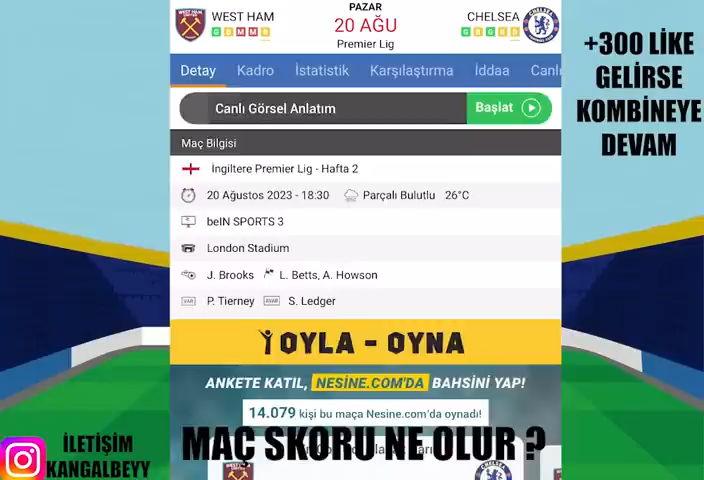 PAZAR
WEST HAM
20 AĞU
CHELSEA
G B M M B
Premier Lig
G B G B B
+300 LİKE
GELİRSE
KOMBİNEYE
DEVAM
Detay Kadro İstatistik Karşılaştırma İddaa Canlı
Canlı Görsel Anlatım
Başlat
Maç Bilgisi
İngiltere Premier Lig - Hafta 2
20 Ağustos 2023 - 18:30 Parçalı Bulutlu 26°C
beIN SPORTS 3
London Stadium
J. Brooks L. Betts, A. Howson
VAR P. Tierney AVAR S. Ledger
OYLA - OYNA
ANKETE KATIL, NESINE.COM'DA BAHSİNİ YAP!
14.079 kişi bu maça Nesine.com'da oynadı!
MAÇ SKORU NE OLUR ?
İLETİŞİM
KANGALBEYY